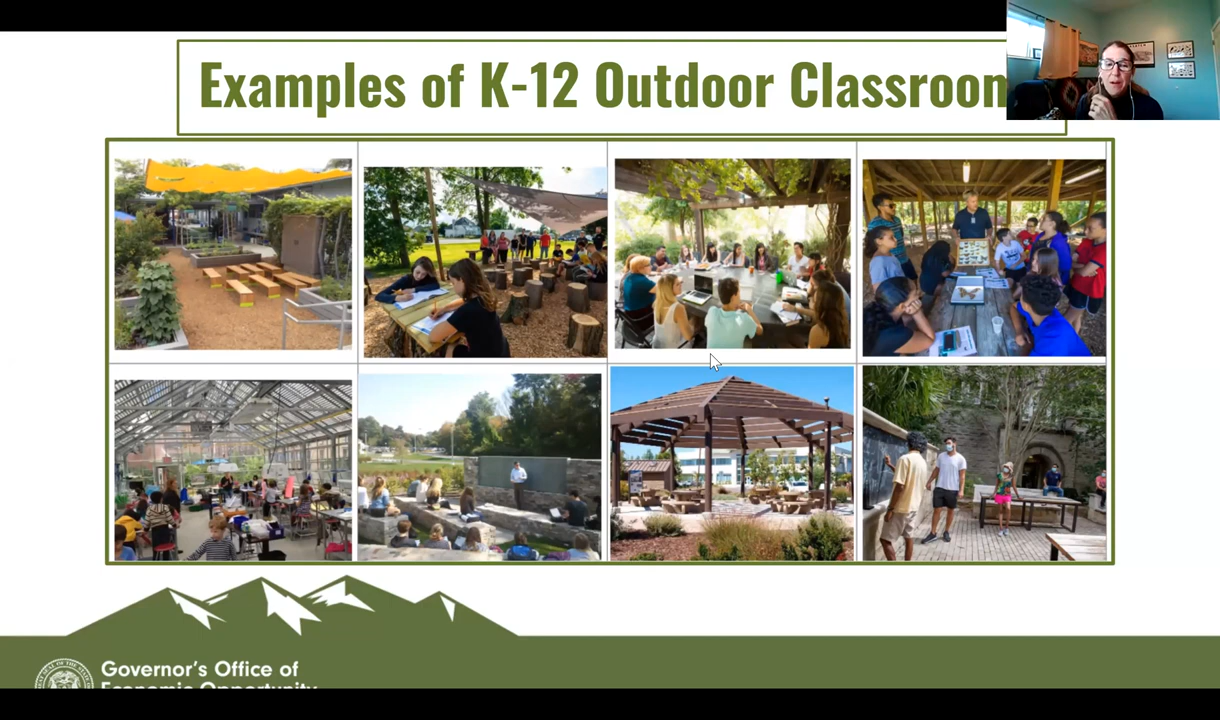 Examples of K-12 Outdoor Classroom
Governor's Office of
Economic Opportunity